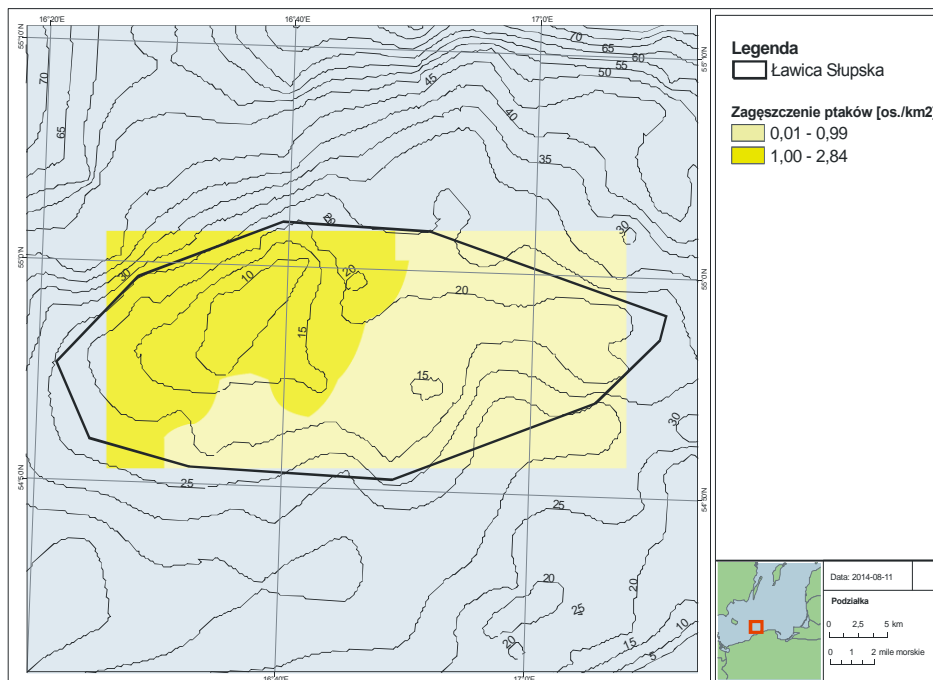 16°20'E 16°40'E 17°0'E
55°10'N 55°10'N
70
65
60
55
50
45
40
35
70
65
30
30
55°0'N 55°0'N
10
20
20
15
15
30
54°50'N 54°50'N
25
25
20
25
20
20
10
15
5
16°40'E 17°0'E
Legenda
Ławica Słupska
Zagęszczenie ptaków [os./km2]
0,01 - 0,99
1,00 - 2,84
Data: 2014-08-11
Podziałka
0 2,5 5 km
0 1 2 mile morskie